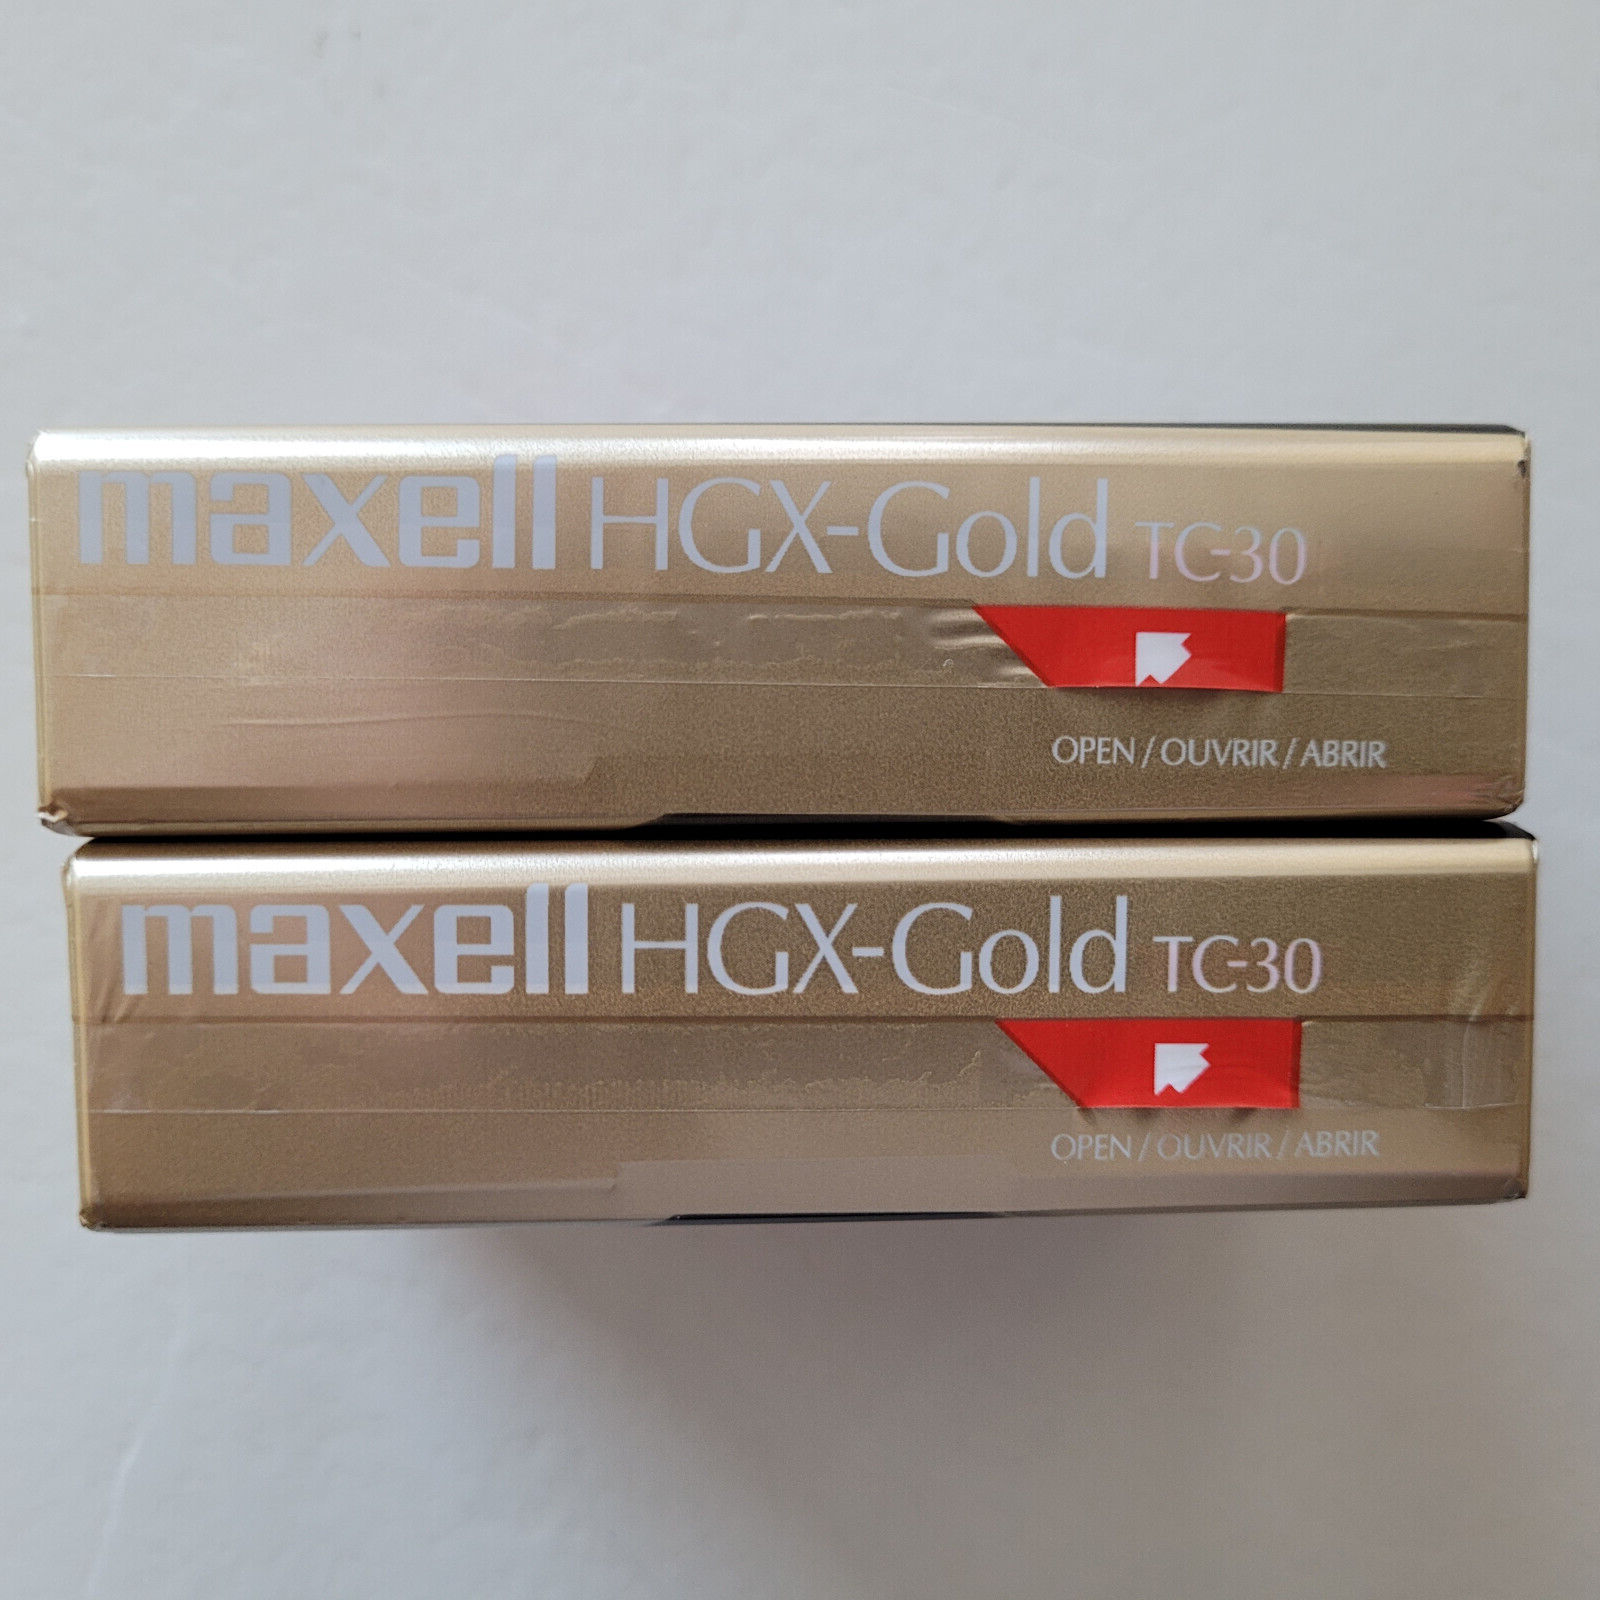 maxell HGX-Gold TC-30
OPEN / OUVRIR / ABRIR
maxell HGX-Gold TC-30
OPEN / OUVRIR / ABRIR